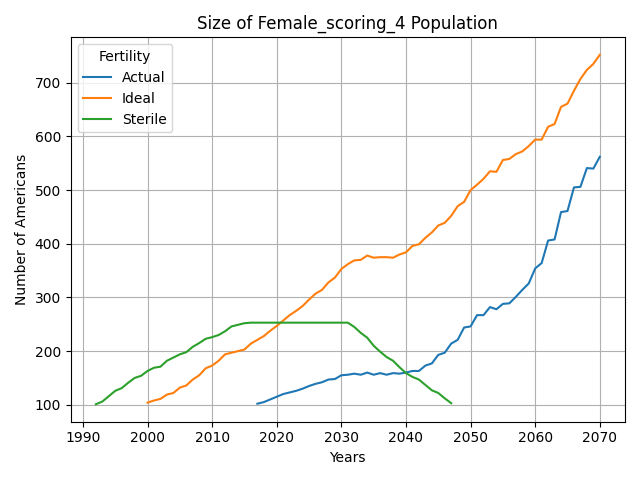 Size of Female_scoring_4 Population
Fertility
Actual
Ideal
Sterile
Number of Americans
700
600
500
400
300
200
100
1990 2000 2010 2020 2030 2040 2050 2060 2070
Years